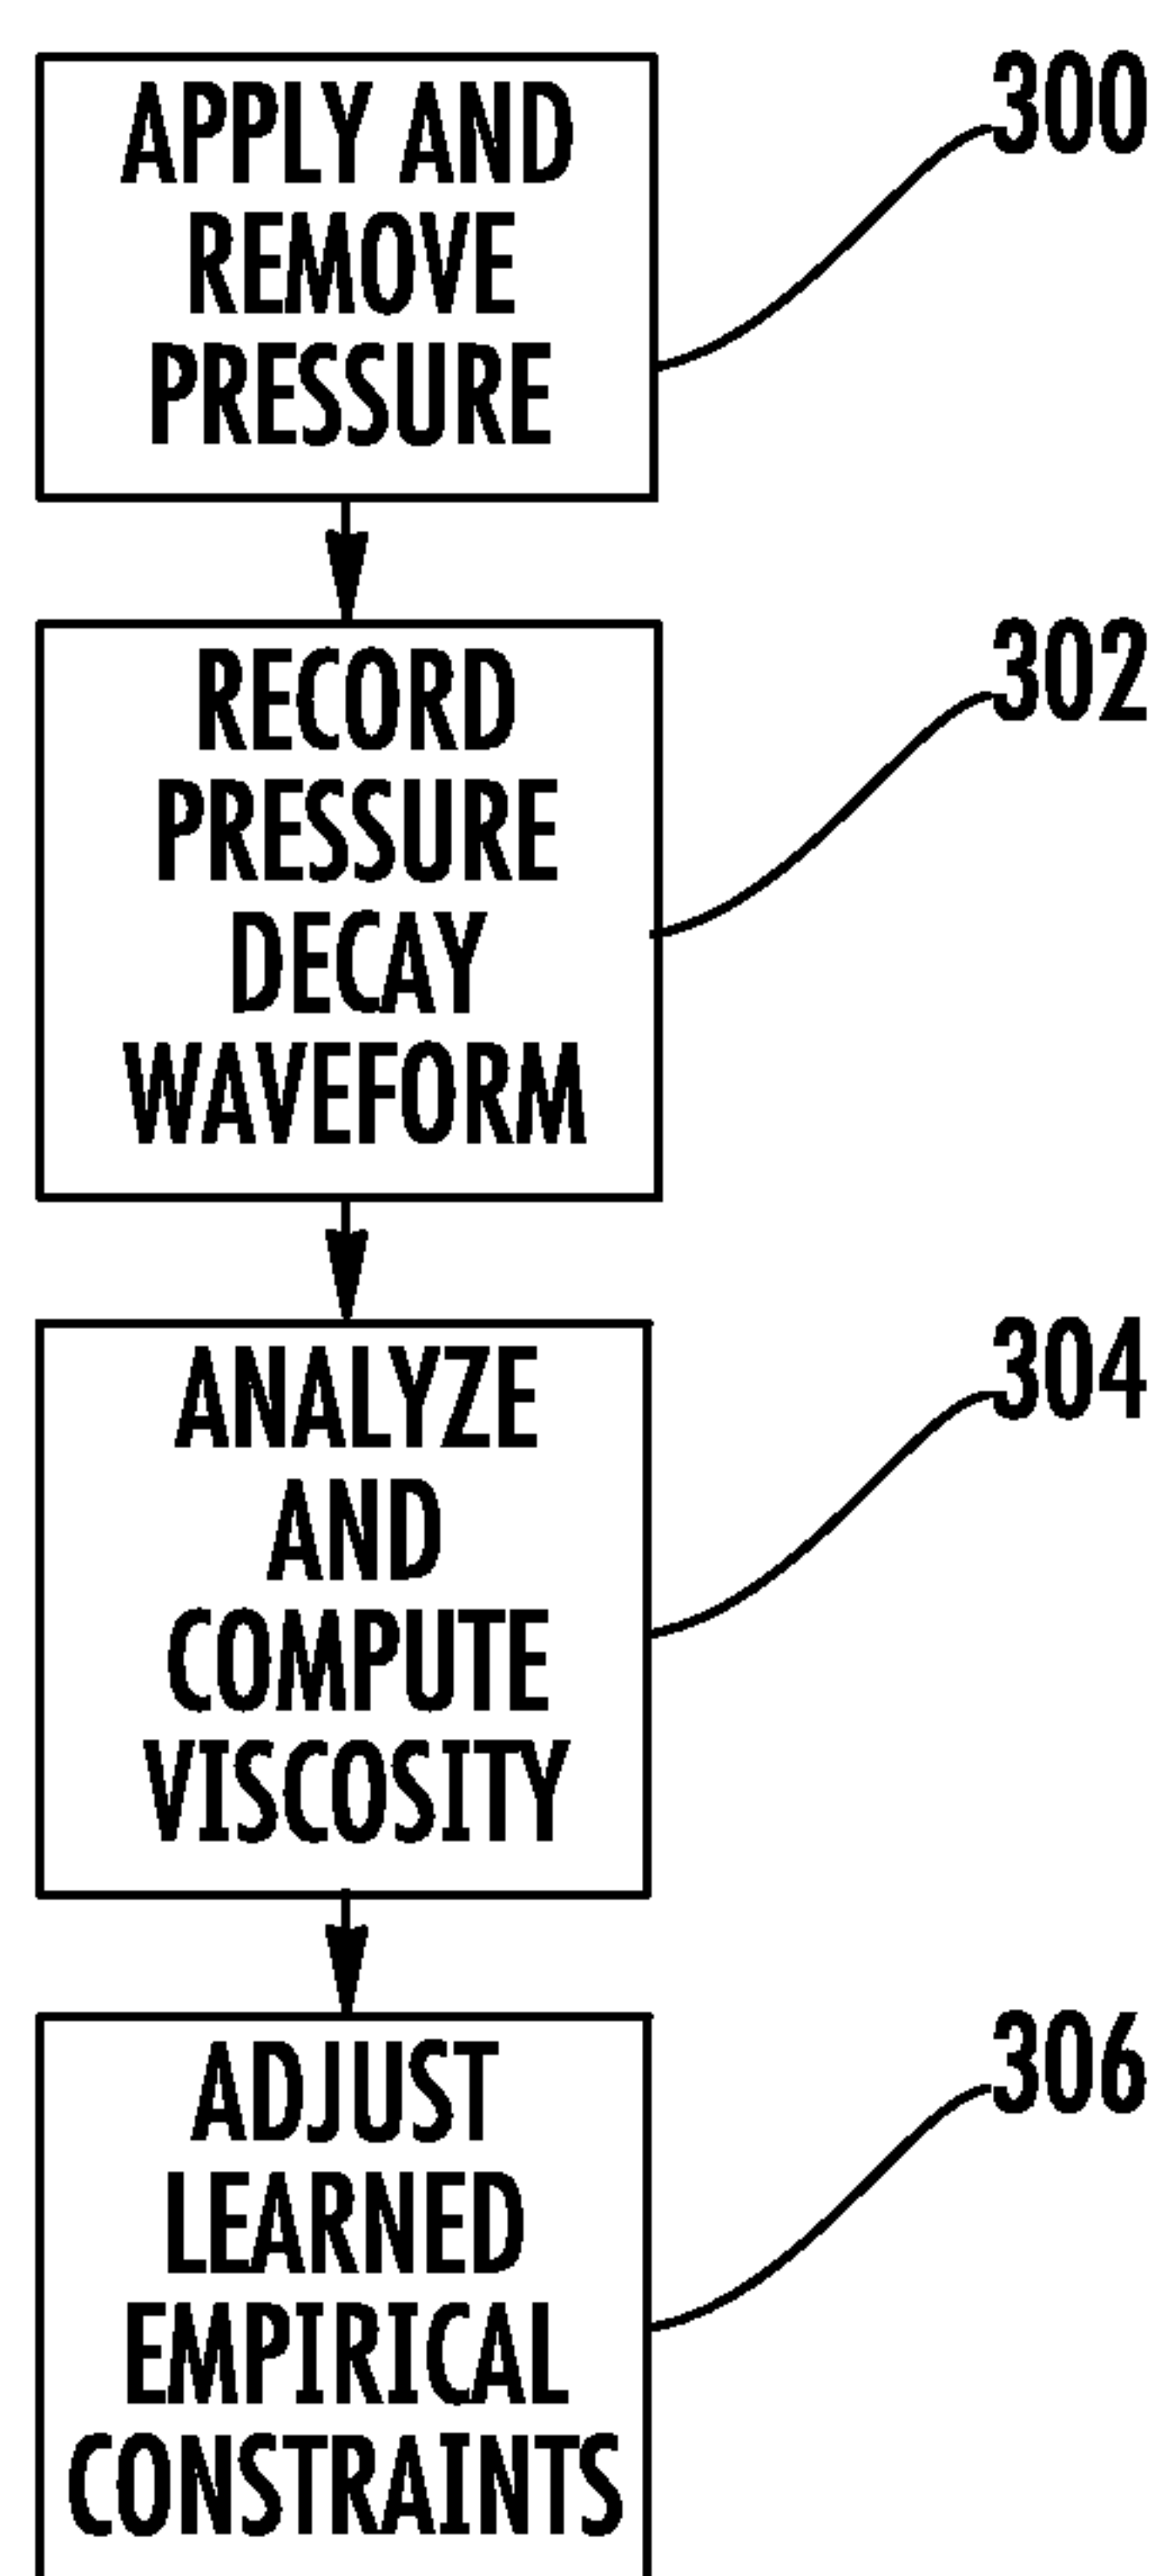 APPLY AND
REMOVE
PRESSURE
300
RECORD
PRESSURE
DECAY
WAVEFORM
302
ANALYZE
AND
COMPUTE
VISCOSITY
304
ADJUST
LEARNED
EMPIRICAL
CONSTRAINTS
306